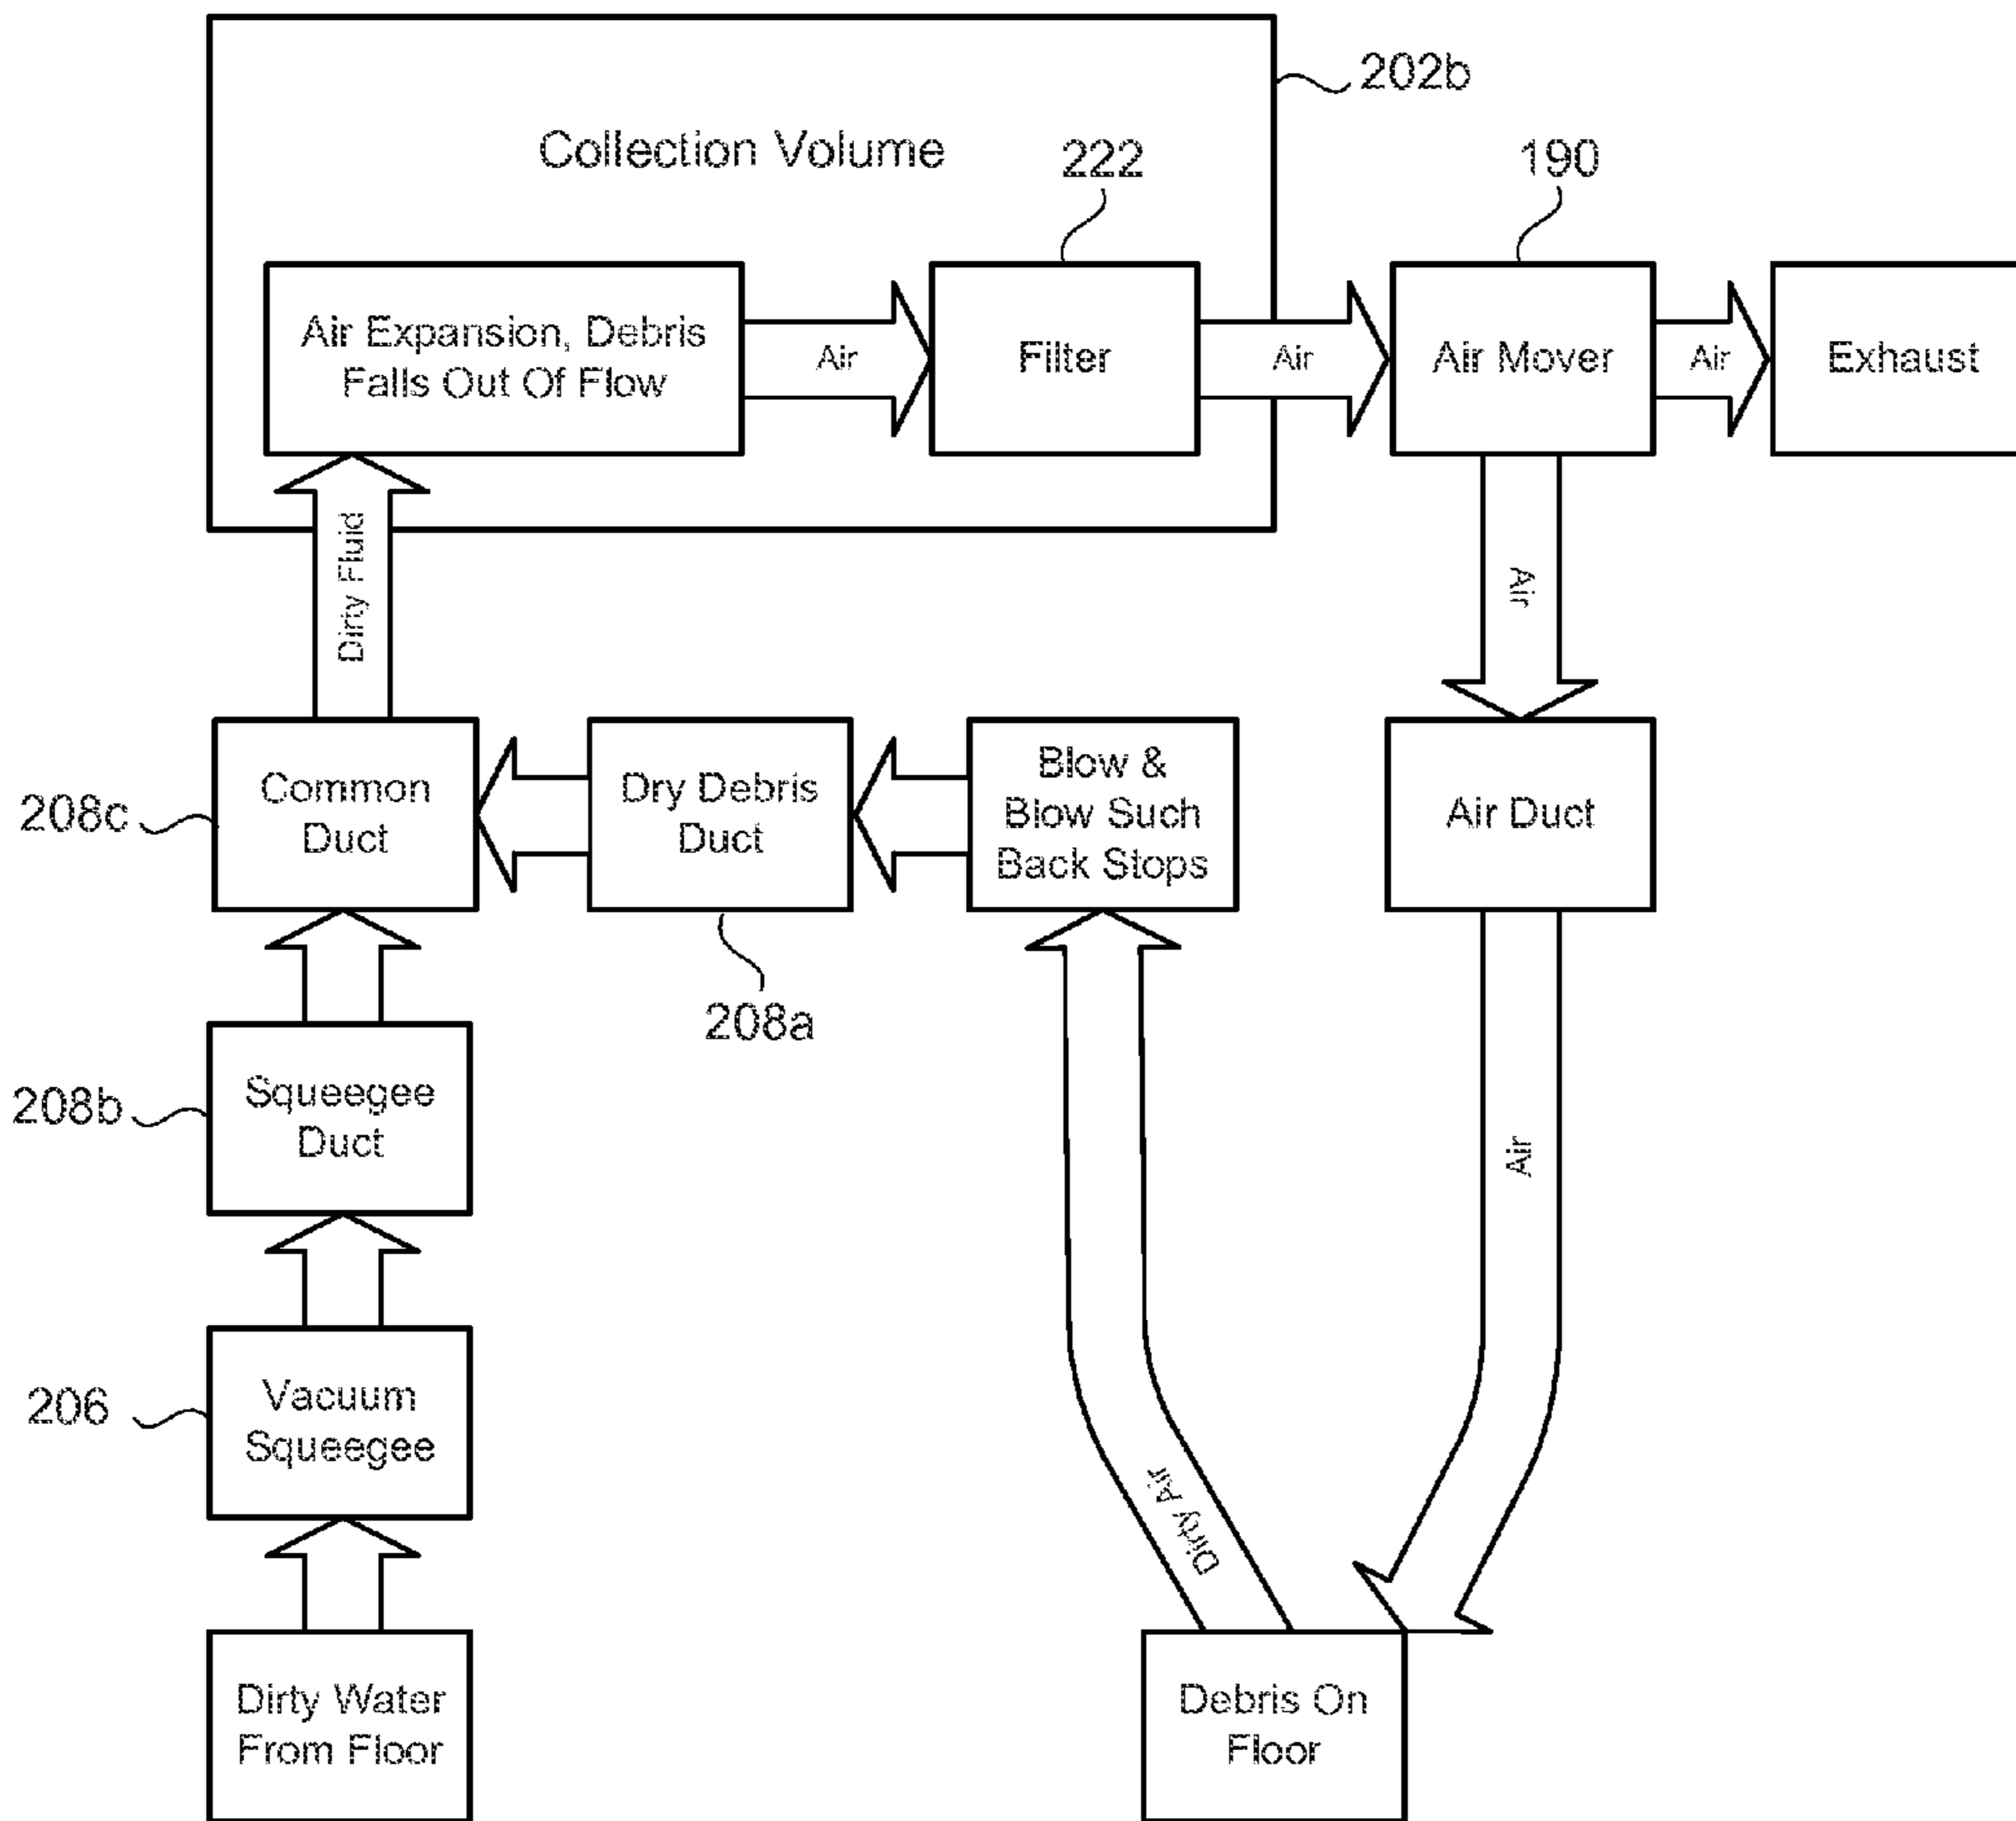 202b
Collection Volume
222
190
Air Expansion, Debris
Falls Out Of Flow
Air
Filter
Air
Air Mover
Air
Exhaust
Dirty Fluid
Air
208c
Common
Duct
Dry Debris
Duct
Blow &
Blow Such
Back Stops
Air Duct
208a
208b
Squeegee
Duct
Air
206
Vacuum
Squeegee
Dirty Air
Dirty Water
From Floor
Debris On
Floor